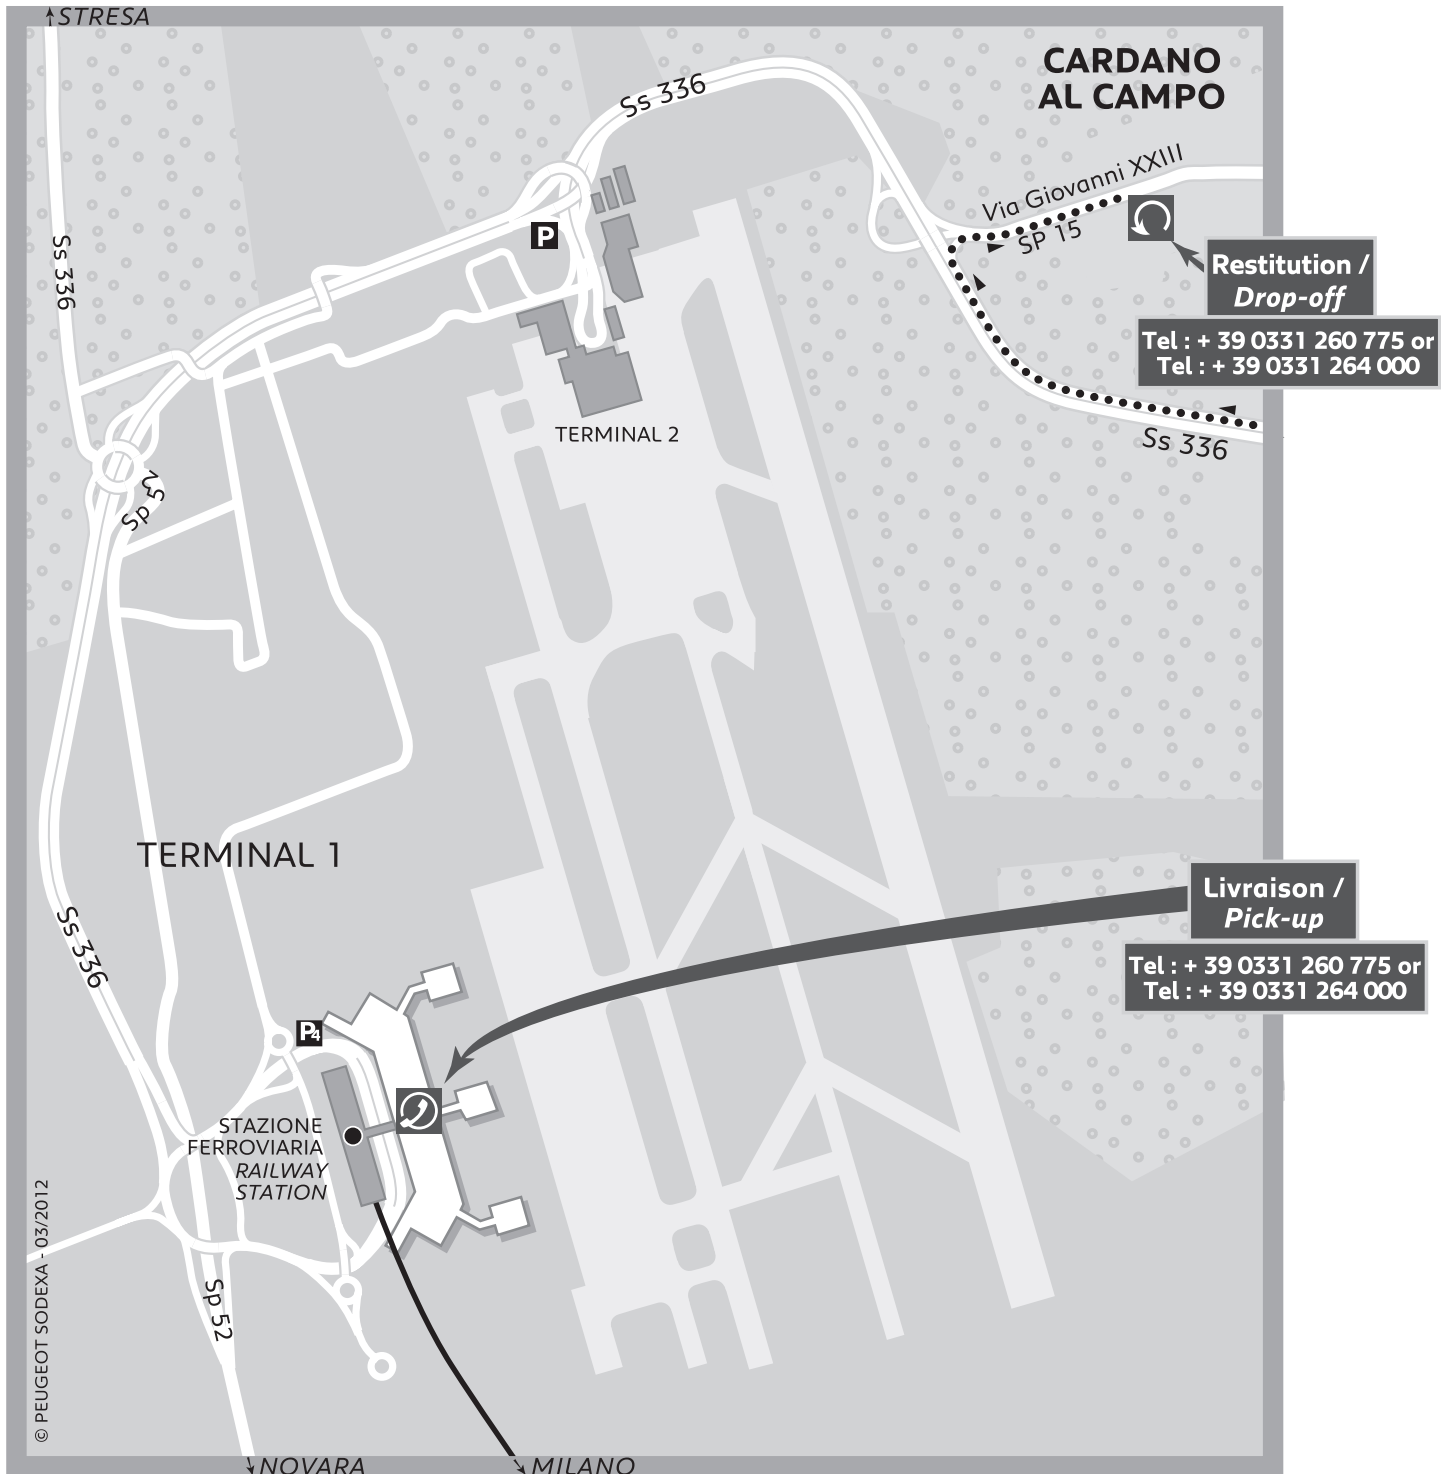 STRESA
CARDANO
AL CAMPO
Ss 336
Via Giovanni XXIII
SP 15
P
Ss 336
Restitution /
Drop-off
Tel : + 39 0331 260 775 or
Tel : + 39 0331 264 000
Ss 336
TERMINAL 2
Sp 52
TERMINAL 1
Livraison /
Pick-up
Tel : + 39 0331 260 775 or
Tel : + 39 0331 264 000
Ss 336
P4
STAZIONE
FERROVIARIA
RAILWAY
STATION
Sp 52
© PEUGEOT SODEXA - 03/2012
NOVARA
MILANO